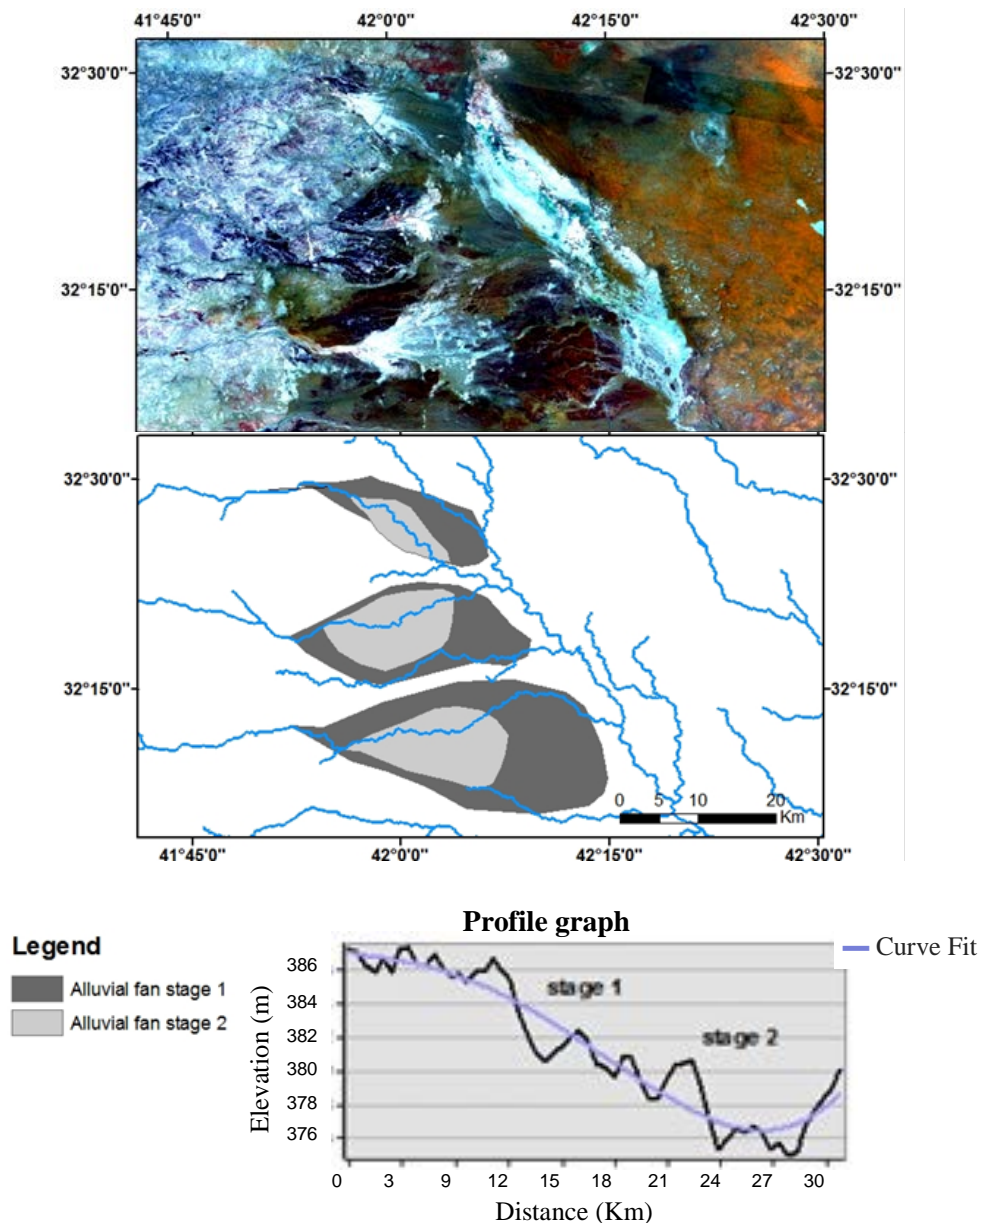 41°45'0" 42°0'0" 42°15'0" 42°30'0"
32°30'0" 32°30'0"
32°15'0" 32°15'0"
32°30'0" 32°30'0"
32°15'0" 32°15'0"
0 5 10 20
Km
41°45'0" 42°0'0" 42°15'0" 42°30'0"
Profile graph
Legend
Alluvial fan stage 1
Alluvial fan stage 2
Curve Fit
Elevation (m)
386
384
382
380
378
376
stage 1
stage 2
0 3 6 9 12 15 18 21 24 27 30
Distance (Km)